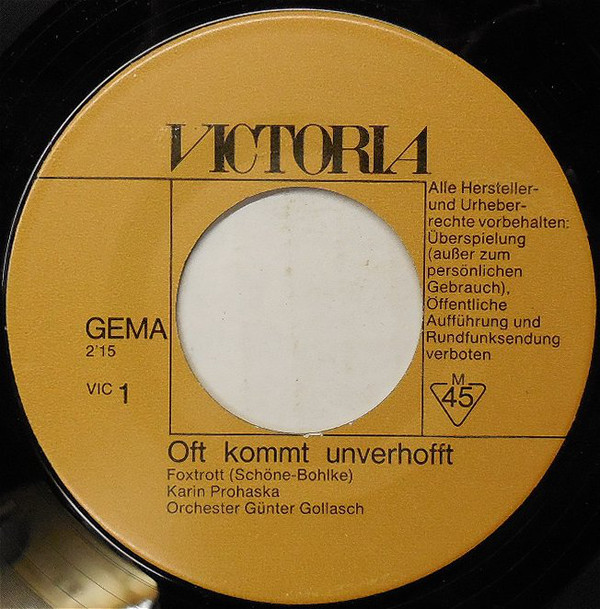 VICTORIA
Alle Hersteller-
und Urheber-
rechte vorbehalten:
Überspielung
(außer zum
persönlichen
Gebrauch),
Öffentliche
Aufführung und
Rundfunksendung
verboten
GEMA
2'15
VIC 1
M
45
Oft kommt unverhofft
Foxtrott (Schöne-Bohlke)
Karin Prohaska
Orchester Günter Gollasch